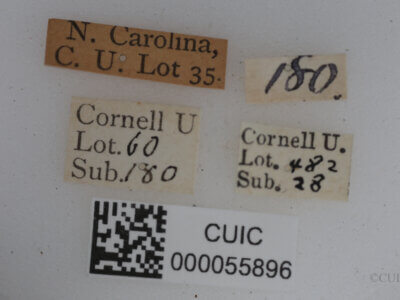 N. Carolina,
C. U. Lot 35.
180.
Cornell U
Lot. 60
Sub. 180
Cornell U.
Lot. 482
Sub. 28
CUIC
000055896